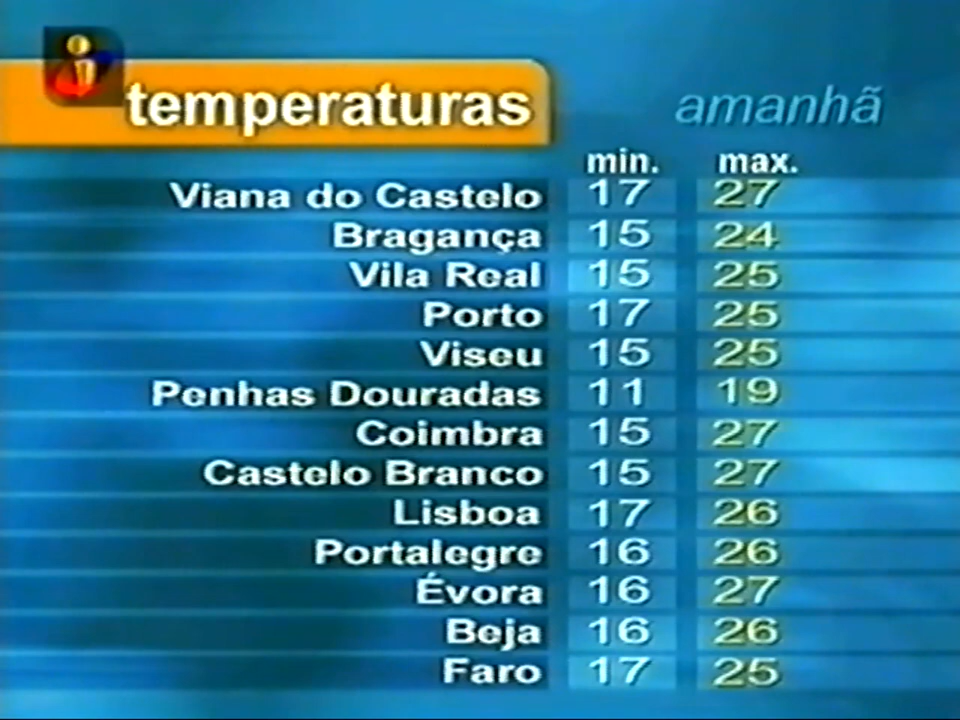 temperaturas amanhã
min. max.
Viana do Castelo 17 27
Bragança 15 24
Vila Real 15 25
Porto 17 25
Viseu 15 25
Penhas Douradas 11 19
Coimbra 15 27
Castelo Branco 15 27
Lisboa 17 26
Portalegre 16 26
Évora 16 27
Beja 16 26
Faro 17 25